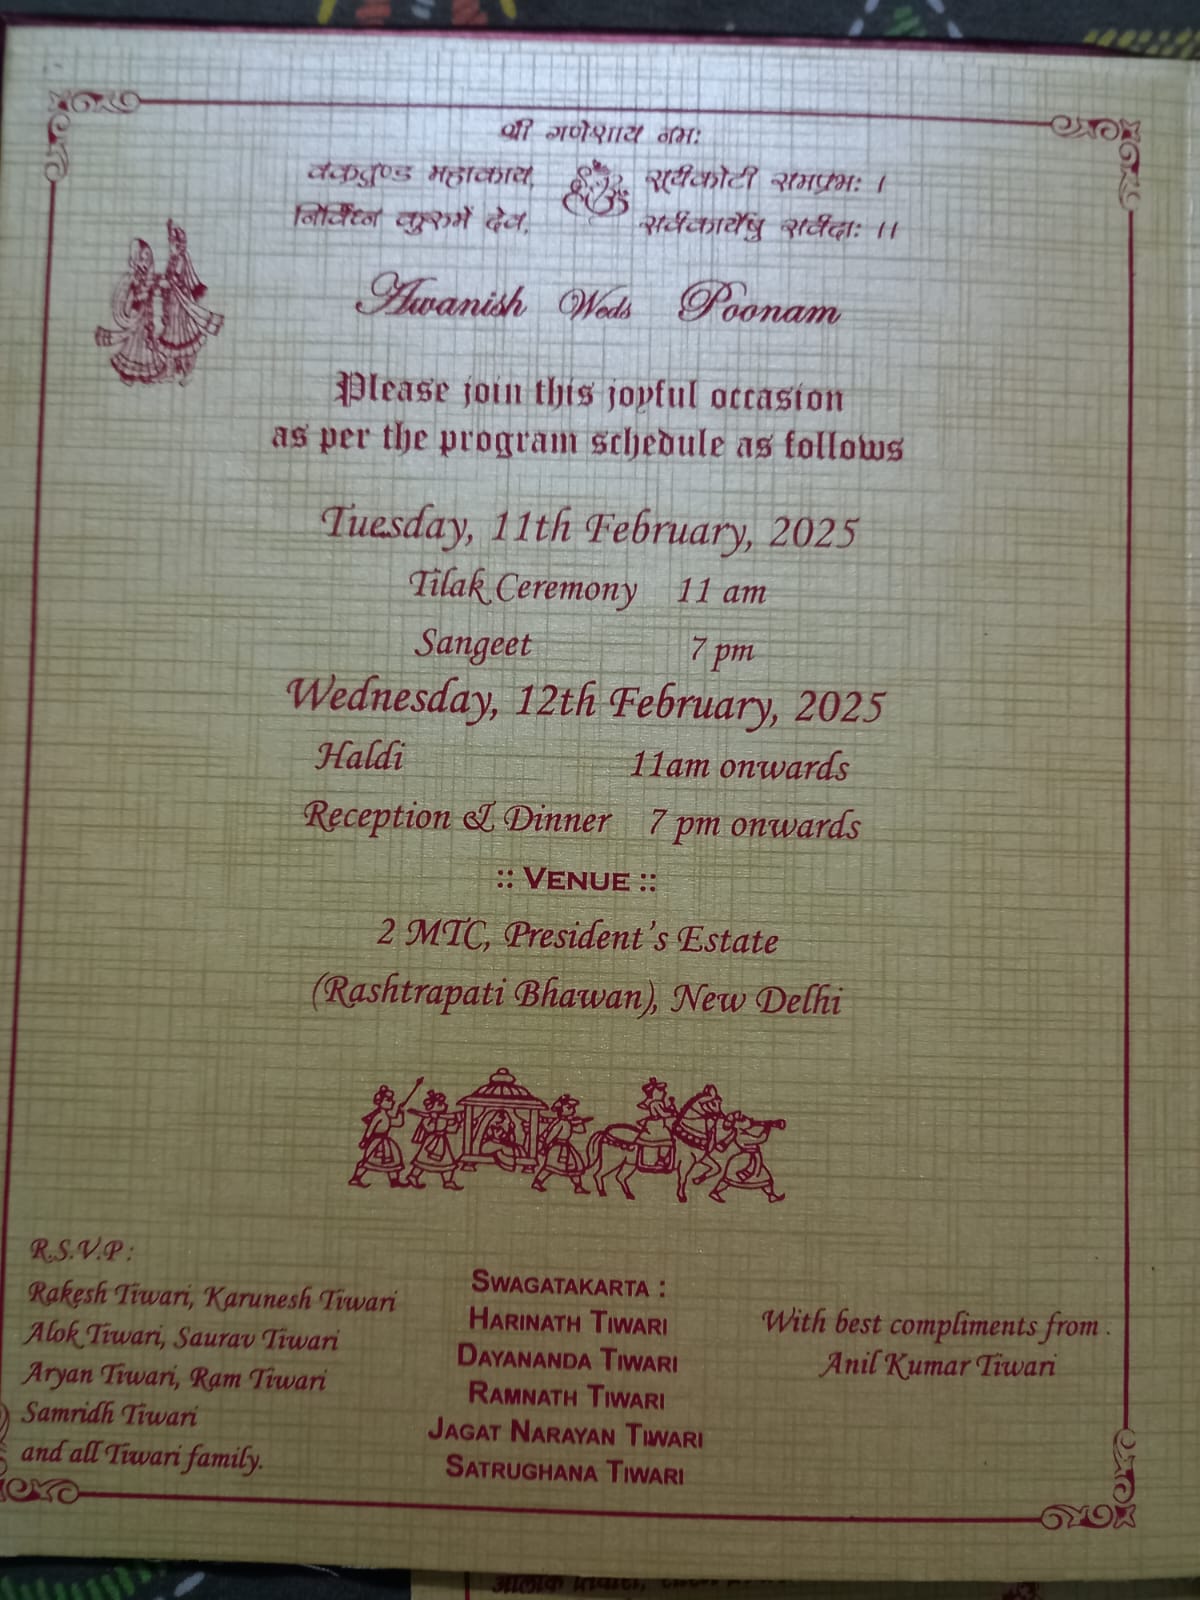 श्री गणेशाय नमः
वक्रतुण्ड महाकाय, सूर्यकोटी समप्रभः ।
निर्विघ्न कुरुमें देव, सर्वकार्येषु सर्वदाः ।।
Awanish Weds Poonam
Please join this joyful occasion
as per the program schedule as follows
Tuesday, 11th February, 2025
Tilak Ceremony 11 am
Sangeet 7 pm
Wednesday, 12th February, 2025
Haldi 11am onwards
Reception & Dinner 7 pm onwards
:: VENUE ::
2 MTC, President's Estate
(Rashtrapati Bhawan), New Delhi
R.S.V.P:
Rakesh Tiwari, Karunesh Tiwari
Alok Tiwari, Saurav Tiwari
Aryan Tiwari, Ram Tiwari
Samridh Tiwari
and all Tiwari family.
SWAGATAKARTA :
HARINATH TIWARI
DAYANANDA TIWARI
RAMNATH TIWARI
JAGAT NARAYAN TIWARI
SATRUGHANA TIWARI
With best compliments from .
Anil Kumar Tiwari